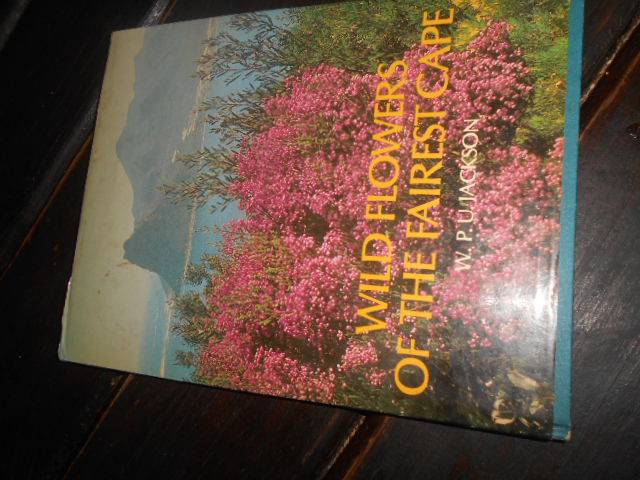 WILD FLOWERS
OF THE FAIREST CAPE
W. P. U. JACKSON